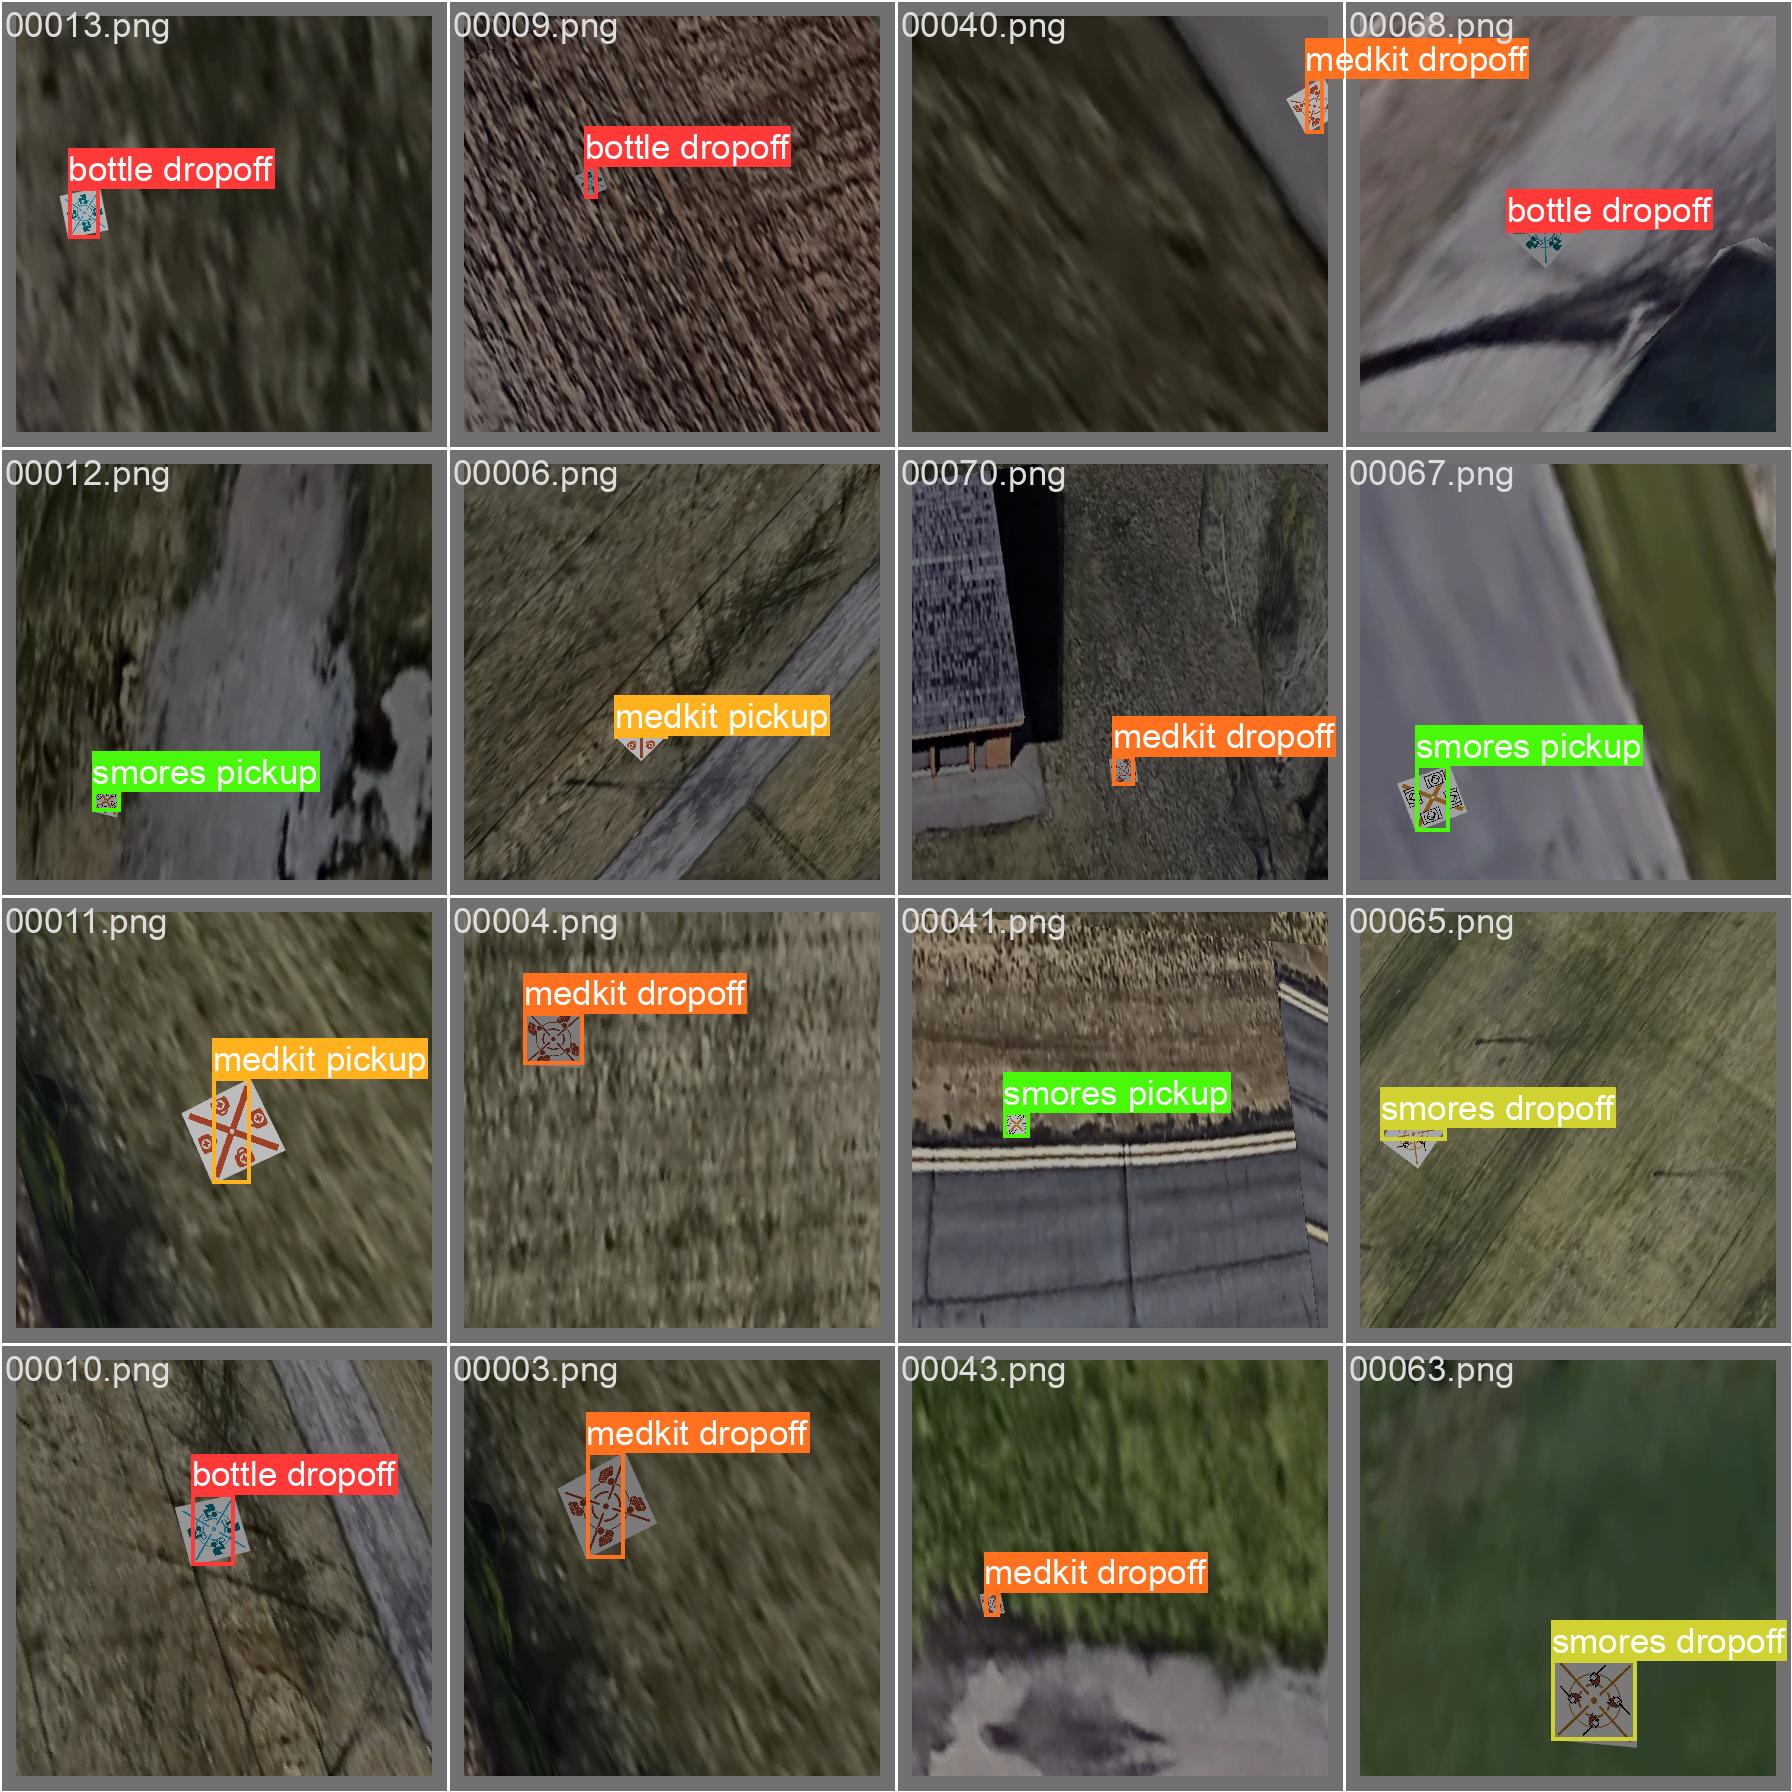 00013.png
00009.png
00040.png
00068.png
medkit dropoff
bottle dropoff
bottle dropoff
bottle dropoff
00012.png
00006.png
00070.png
00067.png
medkit pickup
medkit dropoff
smores pickup
smores pickup
00011.png
00004.png
00041.png
00065.png
medkit dropoff
medkit pickup
smores pickup
smores dropoff
00010.png
00003.png
00043.png
00063.png
medkit dropoff
bottle dropoff
medkit dropoff
smores dropoff